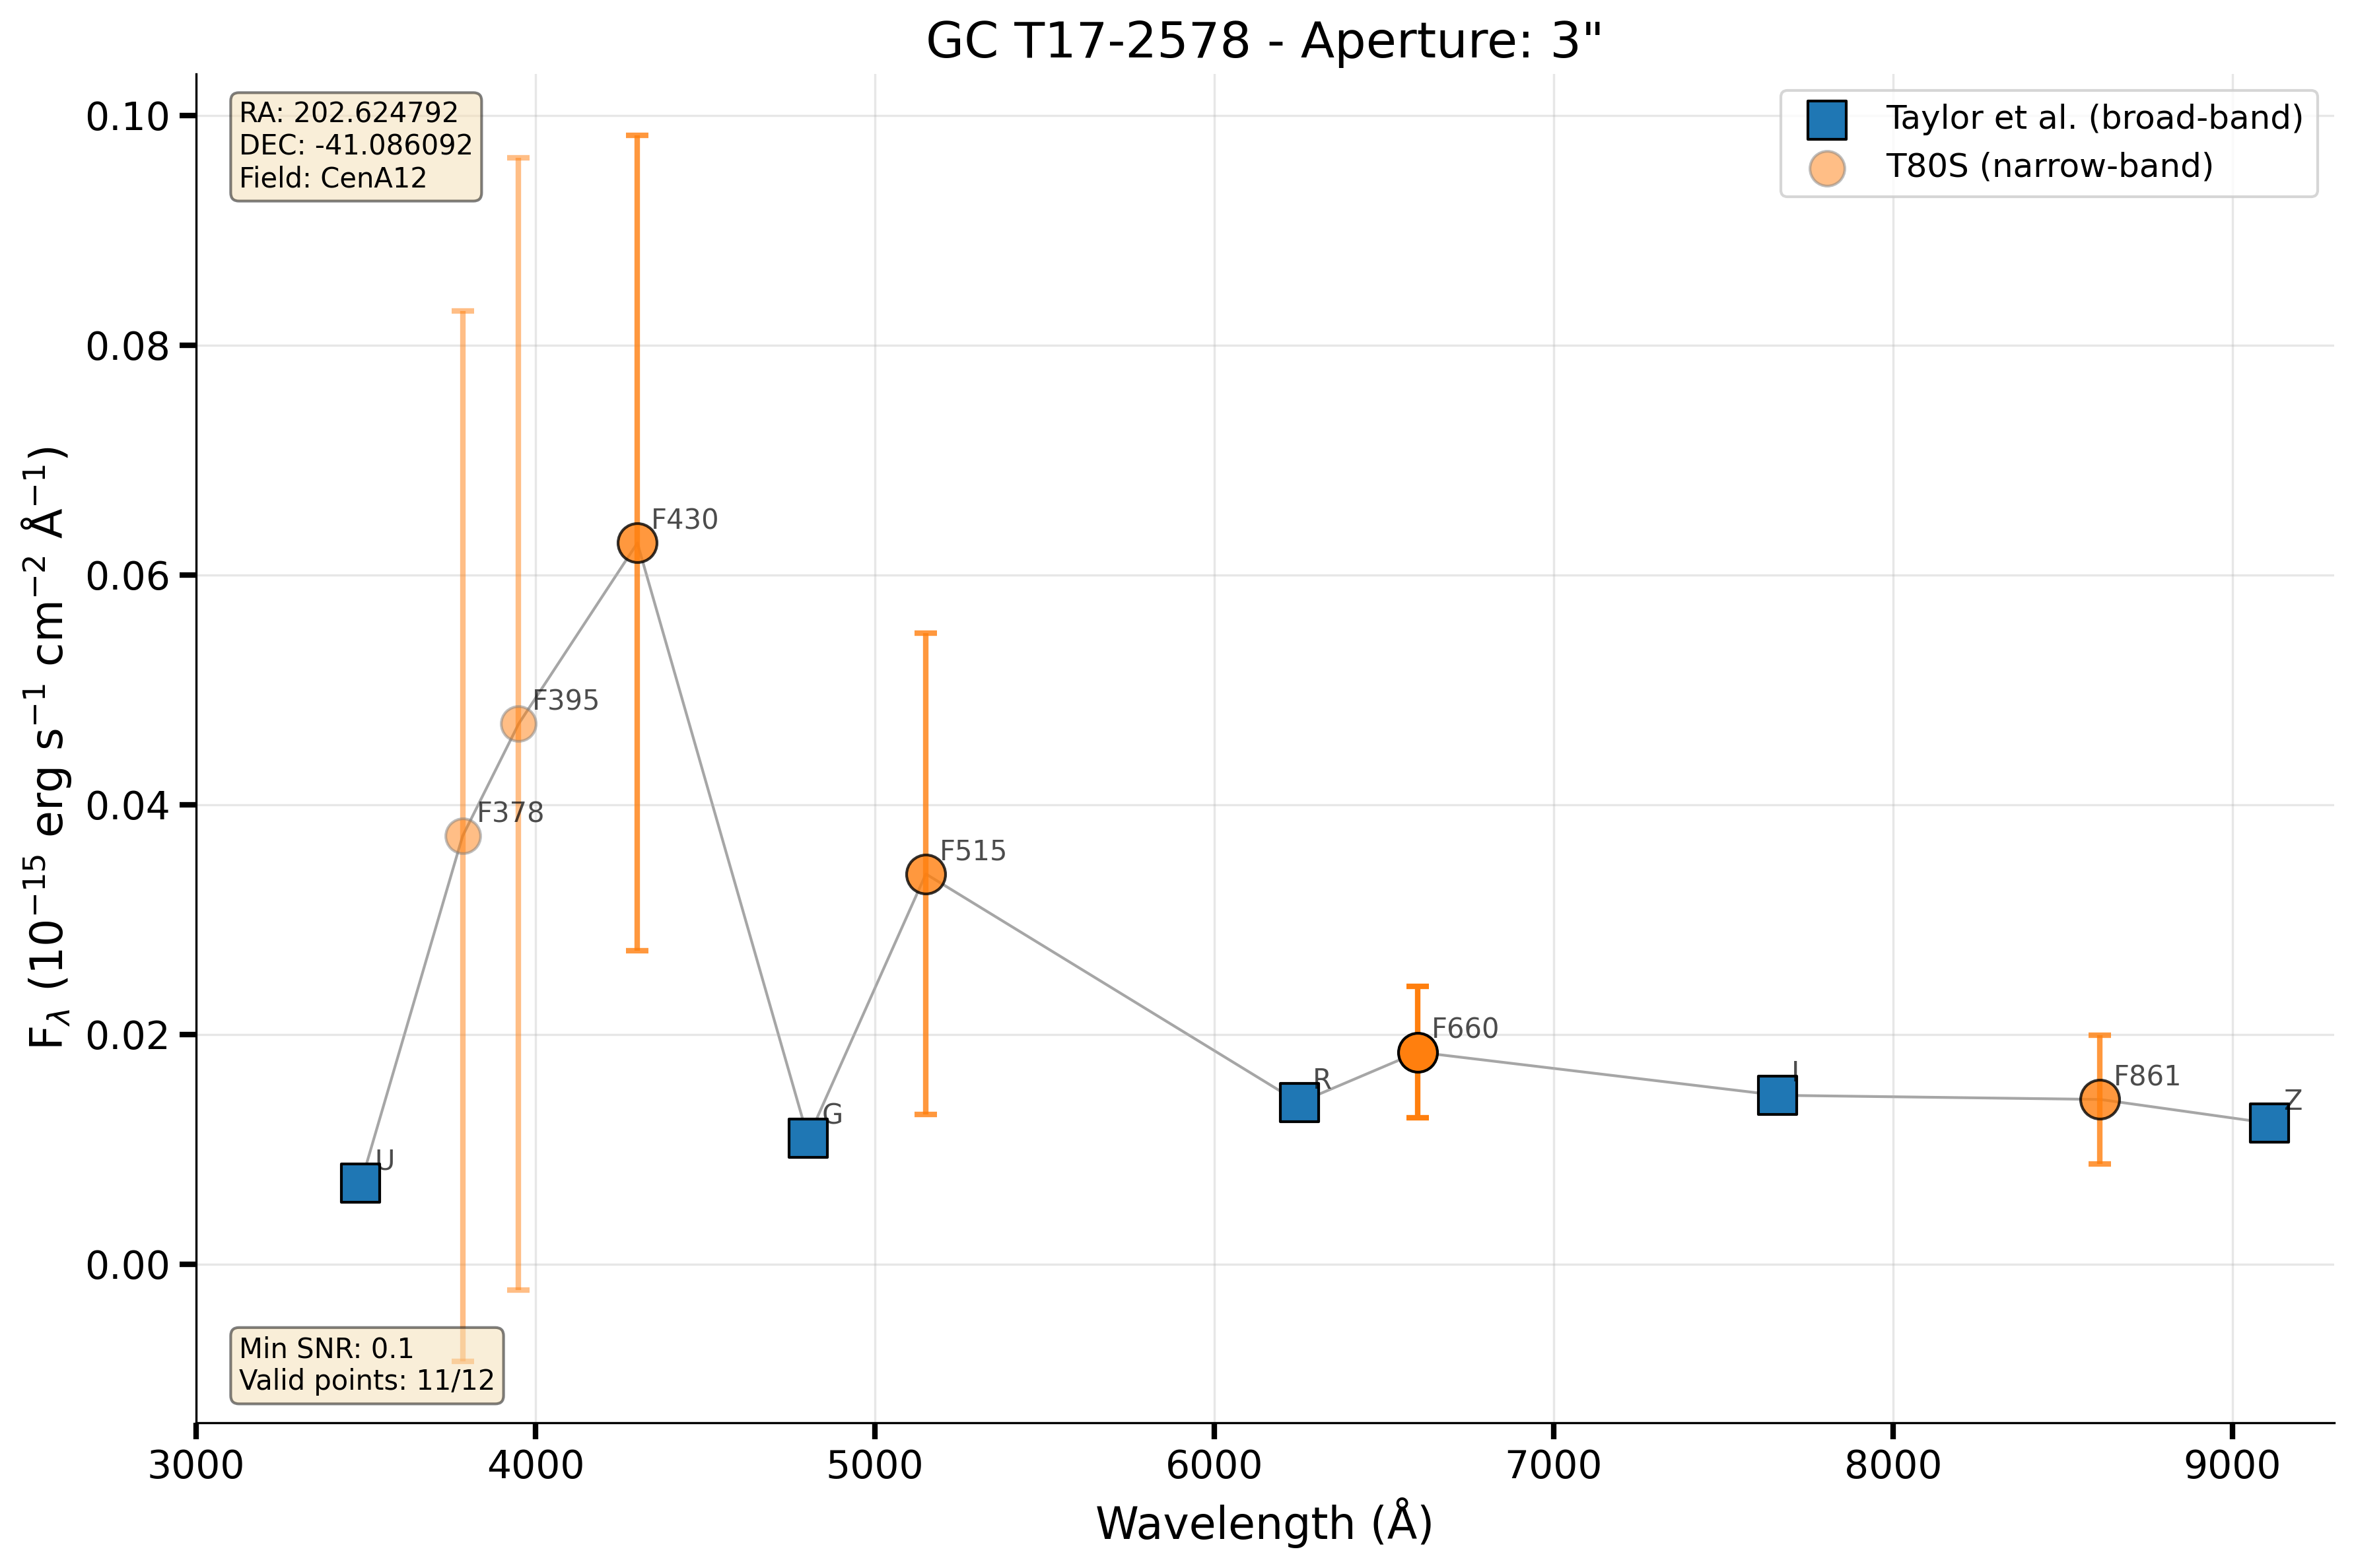 GC T17-2578 - Aperture: 3"
RA: 202.624792
DEC: -41.086092
Field: CenA12
Taylor et al. (broad-band)
T80S (narrow-band)
0.10
0.08
0.06
0.04
0.02
0.00
F_λ (10⁻¹⁵ erg s⁻¹ cm⁻² Å⁻¹)
U
F378
F395
F430
G
F515
R
F660
I
F861
Z
Min SNR: 0.1
Valid points: 11/12
3000 4000 5000 6000 7000 8000 9000
Wavelength (Å)